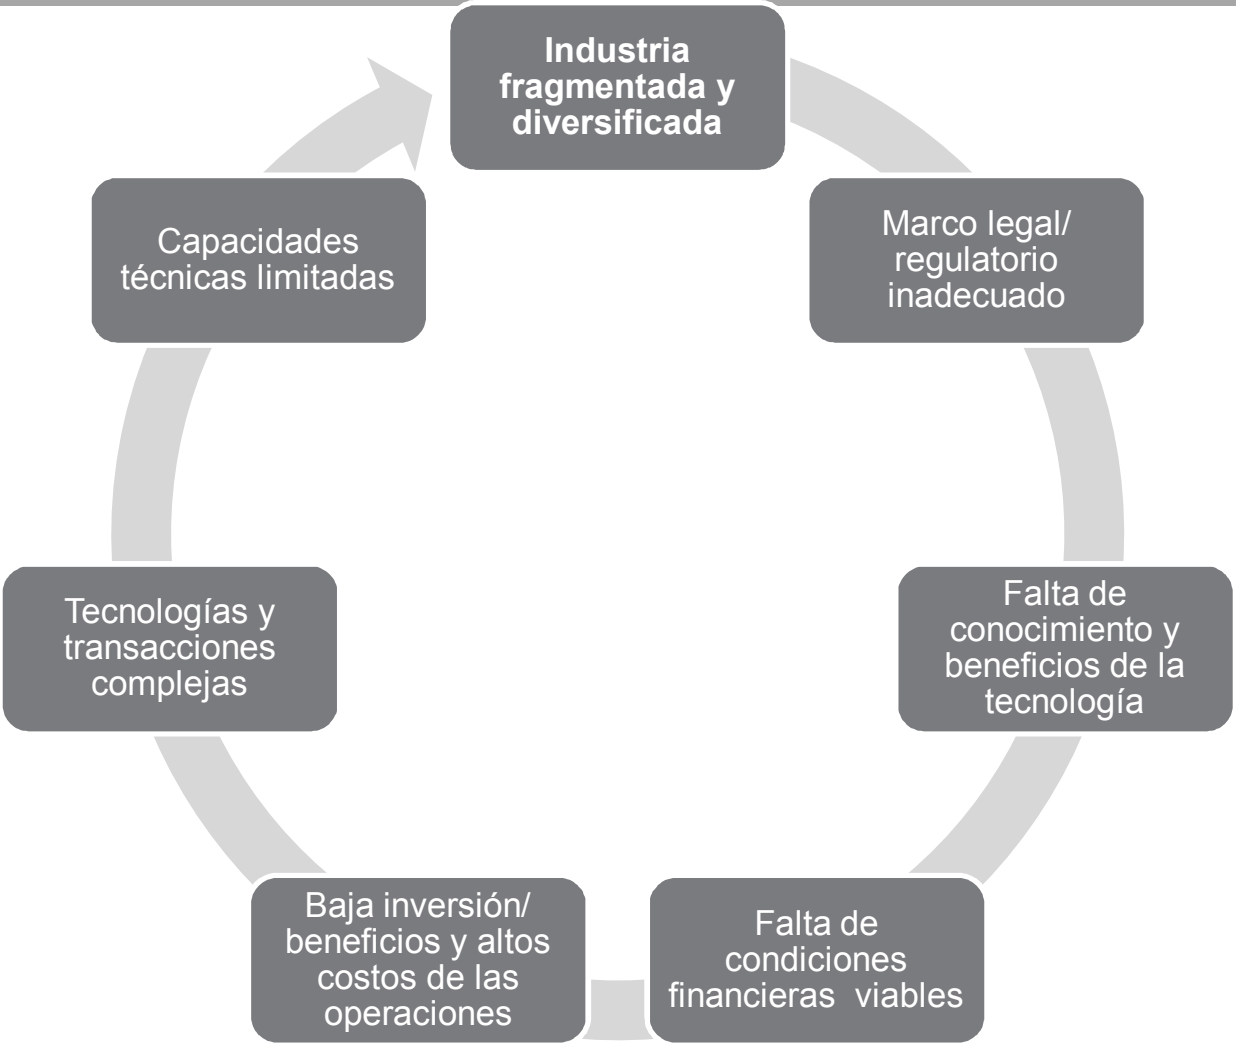 Industria
fragmentada y
diversificada
Marco legal/
regulatorio
inadecuado
Falta de
conocimiento y
beneficios de la
tecnología
Falta de
condiciones
financieras  viables
Baja inversión/
beneficios y altos
costos de las
operaciones
Tecnologías y
transacciones
complejas
Capacidades
técnicas limitadas